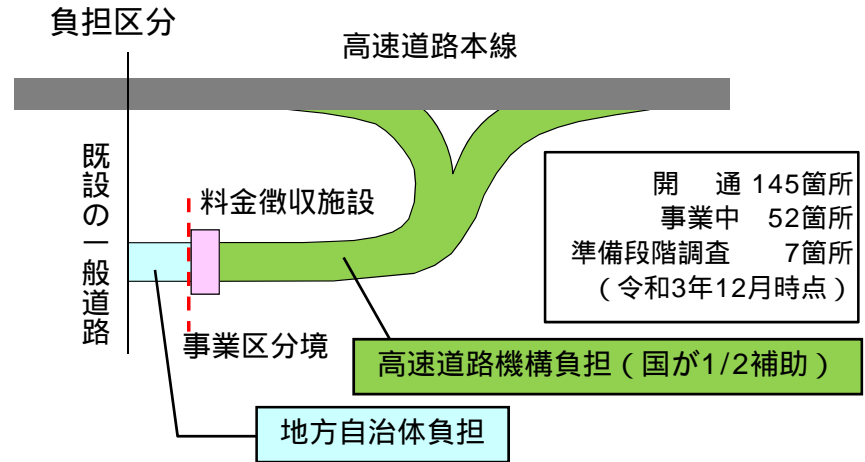 負担区分
高速道路本線
既設の一般道路
料金徴収施設
開　通 145箇所
事業中　52箇所
準備段階調査　7箇所
（令和3年12月時点）
事業区分境
高速道路機構負担（国が1/2補助）
地方自治体負担